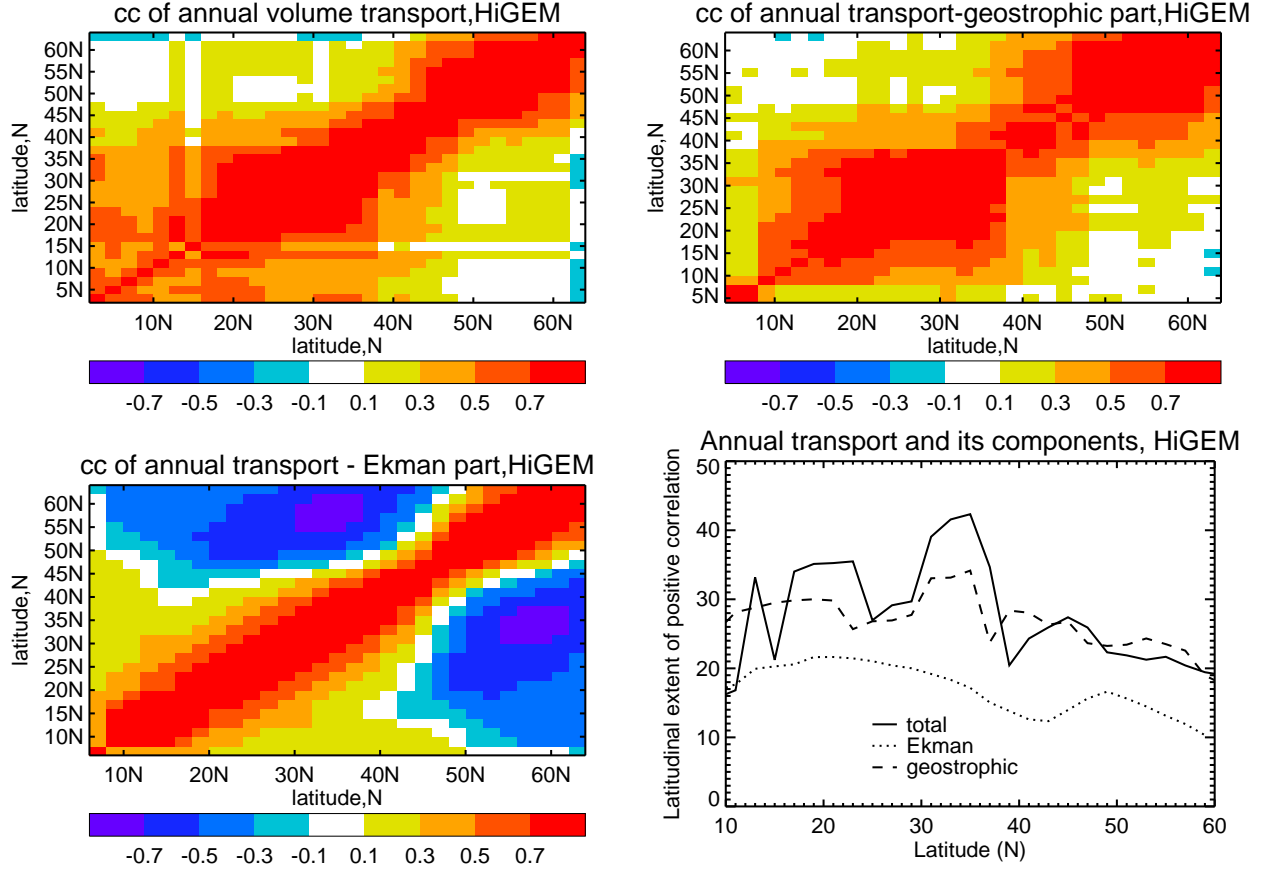 cc of annual volume transport,HiGEM
60N
55N
50N
45N
40N
35N
30N
25N
20N
15N
10N
5N
latitude,N
10N 20N 30N 40N 50N 60N
latitude,N
-0.7 -0.5 -0.3 -0.1 0.1 0.3 0.5 0.7
cc of annual transport-geostrophic part,HiGEM
60N
55N
50N
45N
40N
35N
30N
25N
20N
15N
10N
5N
latitude,N
10N 20N 30N 40N 50N 60N
latitude,N
-0.7 -0.5 -0.3 -0.1 0.1 0.3 0.5 0.7
cc of annual transport - Ekman part,HiGEM
60N
55N
50N
45N
40N
35N
30N
25N
20N
15N
10N
latitude,N
10N 20N 30N 40N 50N 60N
latitude,N
-0.7 -0.5 -0.3 -0.1 0.1 0.3 0.5 0.7
Annual transport and its components, HiGEM
50
40
30
20
10
0
Latitudinal extent of positive correlation
total
Ekman
geostrophic
10 20 30 40 50 60
Latitude (N)